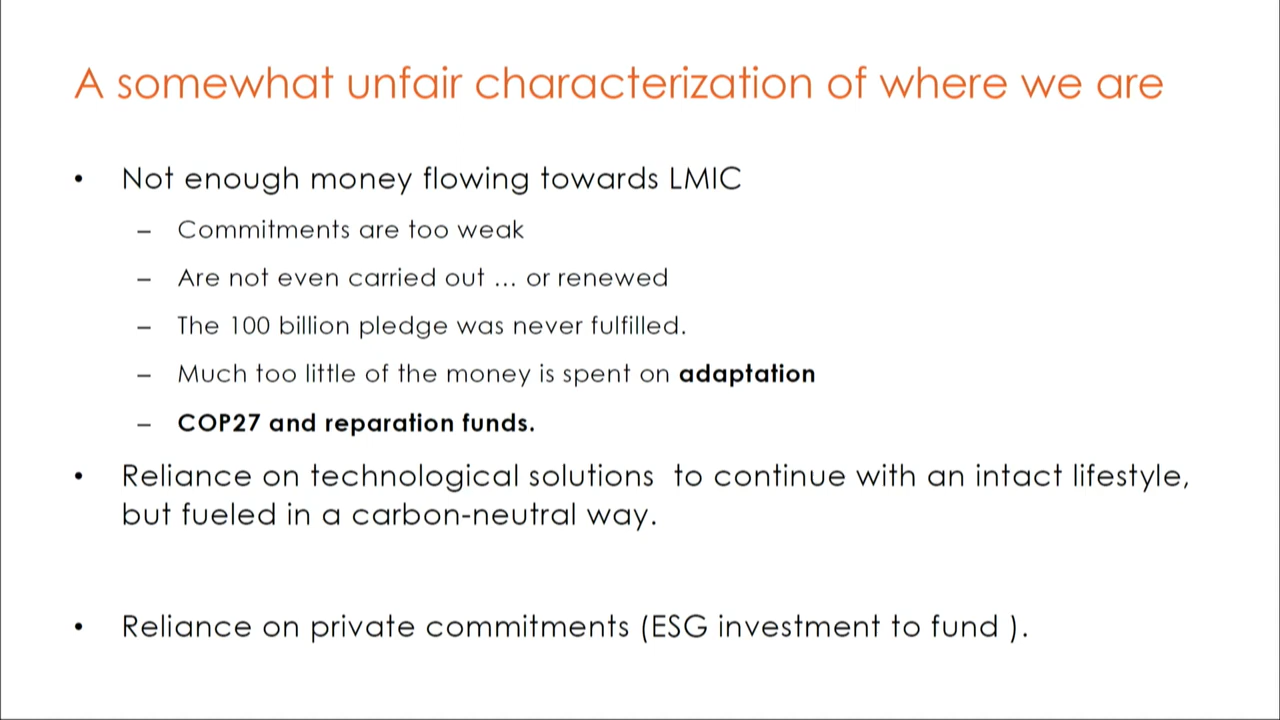 A somewhat unfair characterization of where we are
• Not enough money flowing towards LMIC
– Commitments are too weak
– Are not even carried out ... or renewed
– The 100 billion pledge was never fulfilled.
– Much too little of the money is spent on adaptation
– COP27 and reparation funds.
• Reliance on technological solutions  to continue with an intact lifestyle,
but fueled in a carbon-neutral way.
• Reliance on private commitments (ESG investment to fund ).